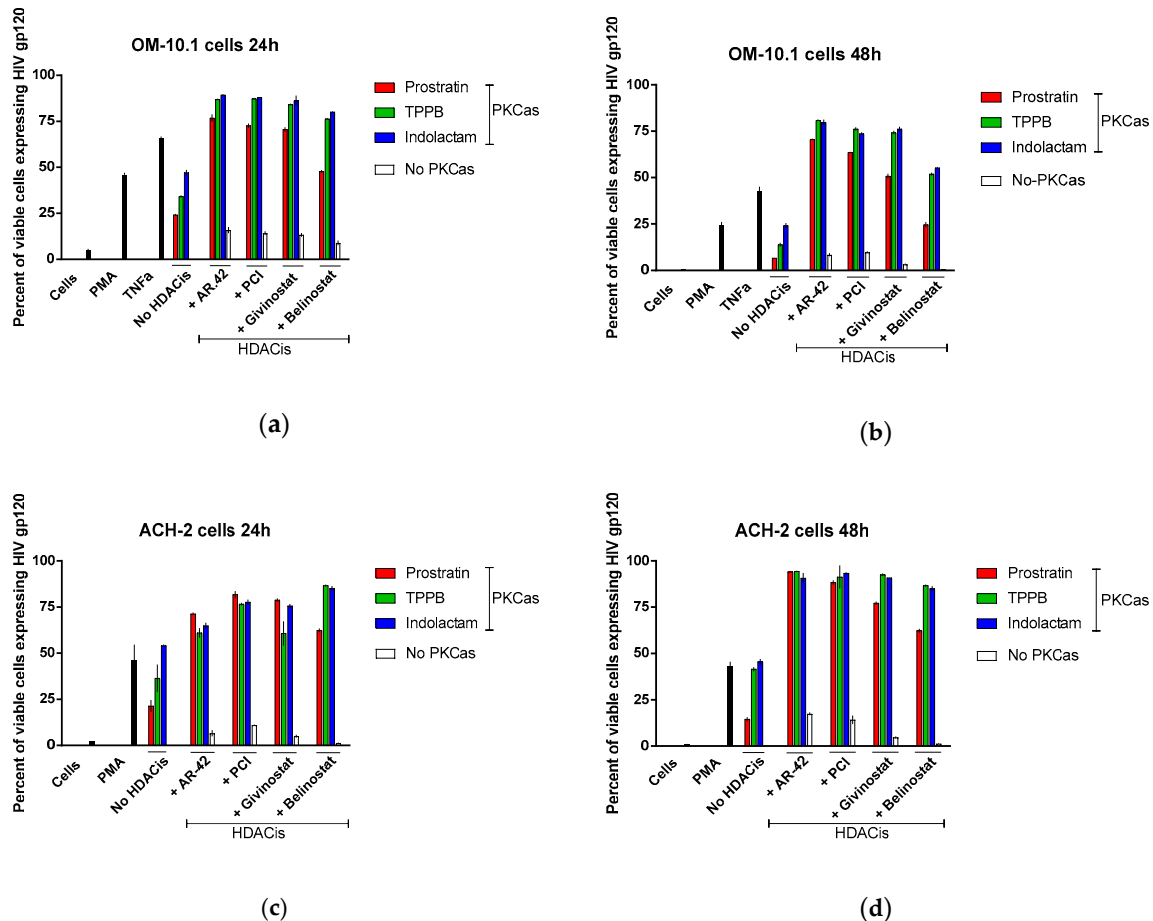 OM-10.1 cells 24h
Percent of viable cells expressing HIV gp120
100
75
50
25
0
Cells
PMA
TNFa
No HDACis
+ AR-42
+ PCI
+ Givinostat
+ Belinostat
HDACis
Prostratin
TPPB
Indolactam
PKCas
No PKCas
(a)
OM-10.1 cells 48h
Percent of viable cells expressing HIV gp120
100
75
50
25
0
Cells
PMA
TNFa
No HDACis
+ AR-42
+ PCI
+ Givinostat
+ Belinostat
HDACis
Prostratin
TPPB
Indolactam
PKCas
No-PKCas
(b)
ACH-2 cells 24h
Percent of viable cells expressing HIV gp120
100
75
50
25
0
Cells
PMA
No HDACis
+ AR-42
+ PCI
+ Givinostat
+ Belinostat
HDACis
Prostratin
TPPB
Indolactam
PKCas
No PKCas
(c)
ACH-2 cells 48h
Percent of viable cells expressing HIV gp120
100
75
50
25
0
Cells
PMA
No HDACis
+ AR-42
+ PCI
+ Givinostat
+ Belinostat
HDACis
Prostratin
TPPB
Indolactam
PKCas
No PKCas
(d)